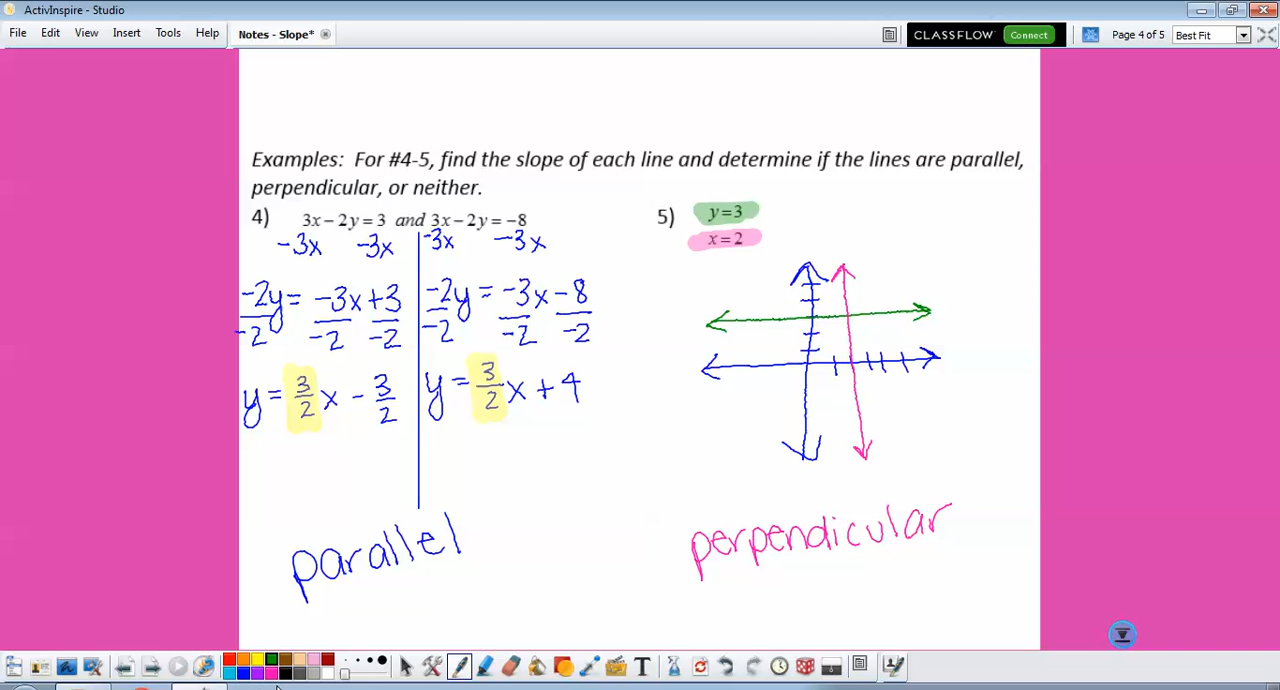 ActivInspire - Studio
File Edit View Insert Tools Help
Notes - Slope*
CLASSFLOW Connect
Page 4 of 5
Best Fit
Examples: For #4-5, find the slope of each line and determine if the lines are parallel,
perpendicular, or neither.
4) 3x − 2y = 3 and 3x − 2y = −8
−3x −3x −3x −3x
−2y = −3x + 3
−2 −2 −2
y = 3/2 x − 3/2
−2y = −3x − 8
−2 −2 −2
y = 3/2 x + 4
parallel
5) y = 3
x = 2
perpendicular
T